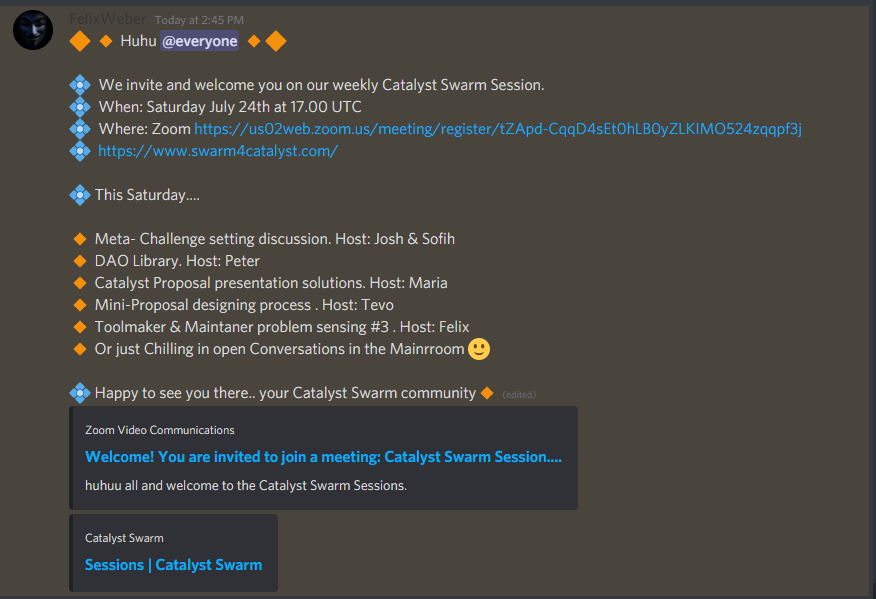 FelixWeber Today at 2:45 PM
Huhu @everyone
We invite and welcome you on our weekly Catalyst Swarm Session.
When: Saturday July 24th at 17.00 UTC
Where: Zoom https://us02web.zoom.us/meeting/register/tZApd-CqqD4sEt0hLB0yZLKIMO524zqqpf3j
https://www.swarm4catalyst.com/
This Saturday....
Meta- Challenge setting discussion. Host: Josh & Sofih
DAO Library. Host: Peter
Catalyst Proposal presentation solutions. Host: Maria
Mini-Proposal designing process . Host: Tevo
Toolmaker & Maintaner problem sensing #3 . Host: Felix
Or just Chilling in open Conversations in the Mainrroom
Happy to see you there.. your Catalyst Swarm community (edited)
Zoom Video Communications
Welcome! You are invited to join a meeting: Catalyst Swarm Session....
huhuu all and welcome to the Catalyst Swarm Sessions.
Catalyst Swarm
Sessions | Catalyst Swarm